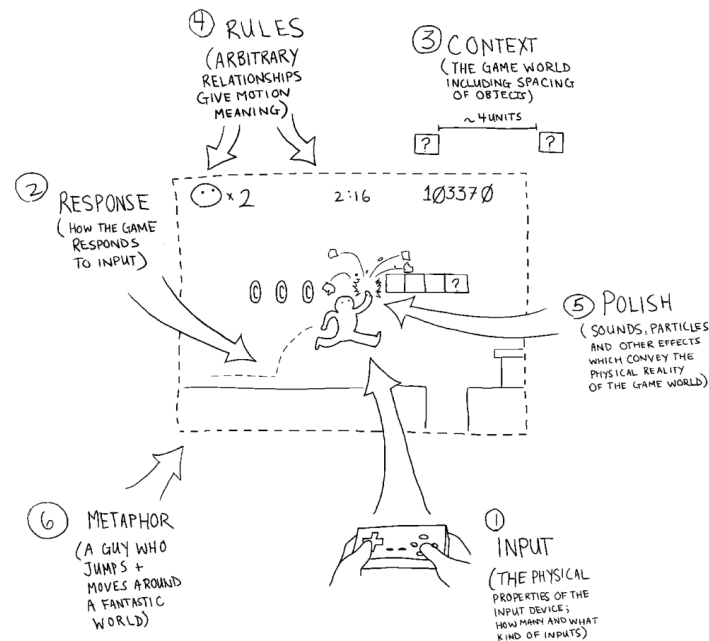 ④ RULES
(ARBITRARY
RELATIONSHIPS
GIVE MOTION
MEANING)
③ CONTEXT
(THE GAME WORLD
INCLUDING SPACING
OF OBJECTS)
~ 4 UNITS
? ?
② RESPONSE
(HOW THE GAME
RESPONDS
TO INPUT)
x 2 2:16 103370
C C C
?
⑤ POLISH
(SOUNDS, PARTICLES
AND OTHER EFFECTS
WHICH CONVEY THE
PHYSICAL REALITY
OF THE GAME WORLD)
⑥ METAPHOR
(A GUY WHO
JUMPS +
MOVES AROUND
A FANTASTIC
WORLD)
① INPUT
(THE PHYSICAL
PROPERTIES OF THE
INPUT DEVICE;
HOW MANY AND WHAT
KIND OF INPUTS)